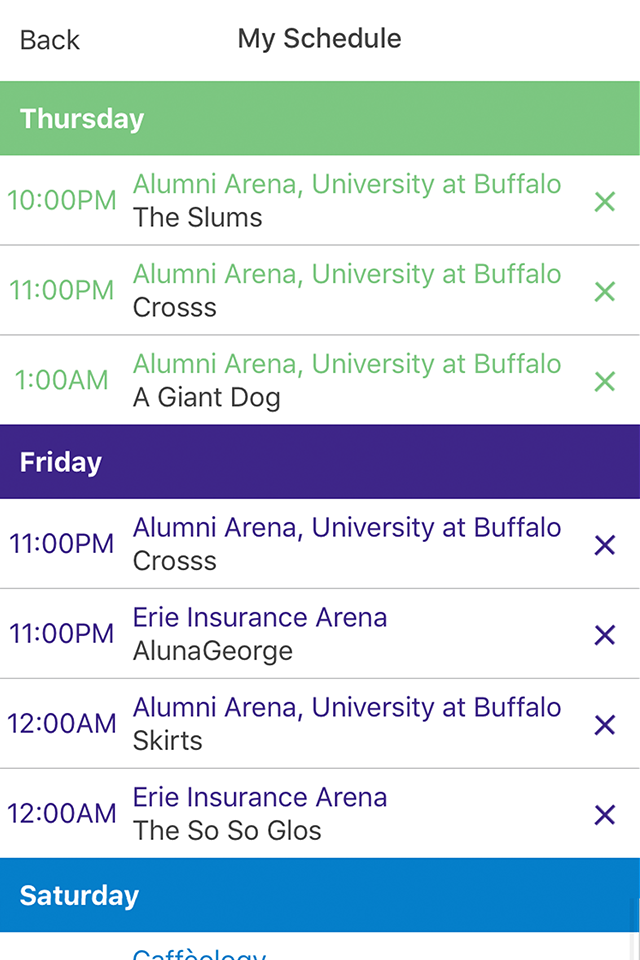 Back My Schedule
Thursday
10:00PM
Alumni Arena, University at Buffalo
The Slums
11:00PM
Alumni Arena, University at Buffalo
Crosss
1:00AM
Alumni Arena, University at Buffalo
A Giant Dog
Friday
11:00PM
Alumni Arena, University at Buffalo
Crosss
11:00PM
Erie Insurance Arena
AlunaGeorge
12:00AM
Alumni Arena, University at Buffalo
Skirts
12:00AM
Erie Insurance Arena
The So So Glos
Saturday
Caffèology